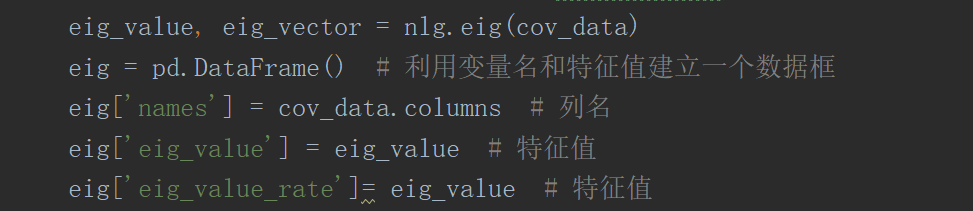 eig_value, eig_vector = nlg.eig(cov_data)
eig = pd.DataFrame()  # 利用变量名和特征值建立一个数据框
eig['names'] = cov_data.columns  # 列名
eig['eig_value'] = eig_value  # 特征值
eig['eig_value_rate']= eig_value  # 特征值